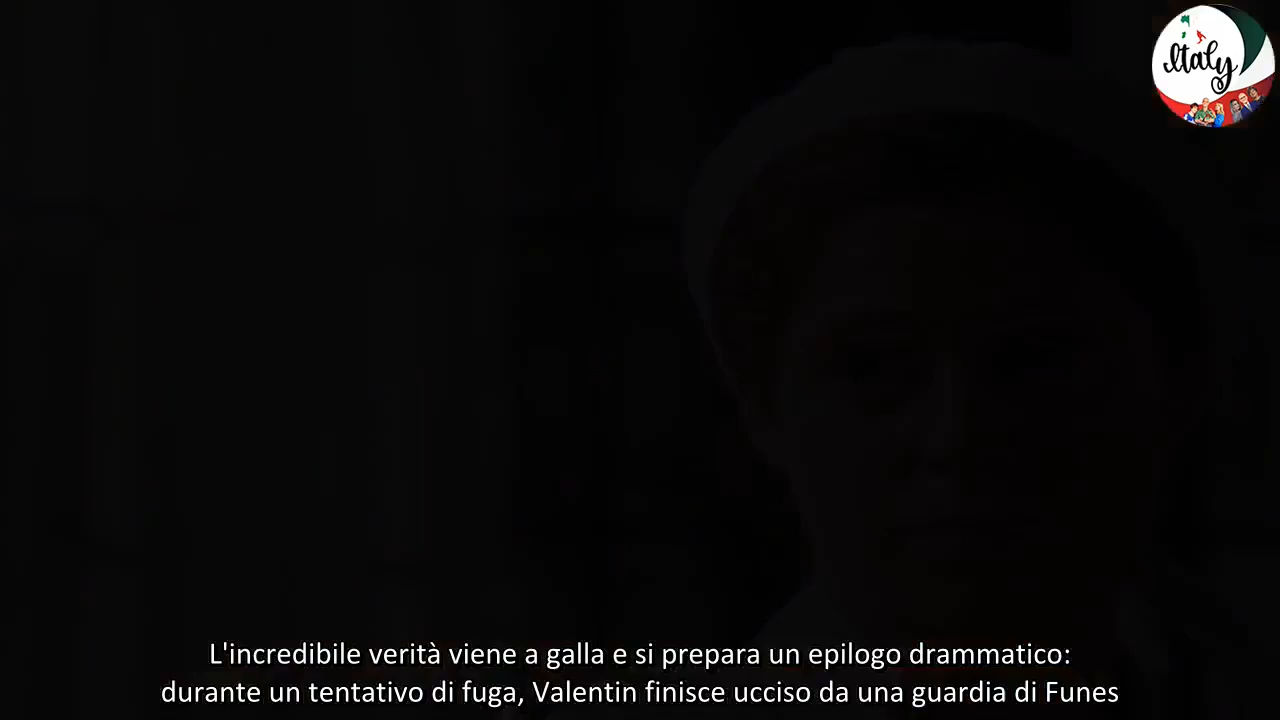 Italy
L'incredibile verità viene a galla e si prepara un epilogo drammatico:
durante un tentativo di fuga, Valentin finisce ucciso da una guardia di Funes